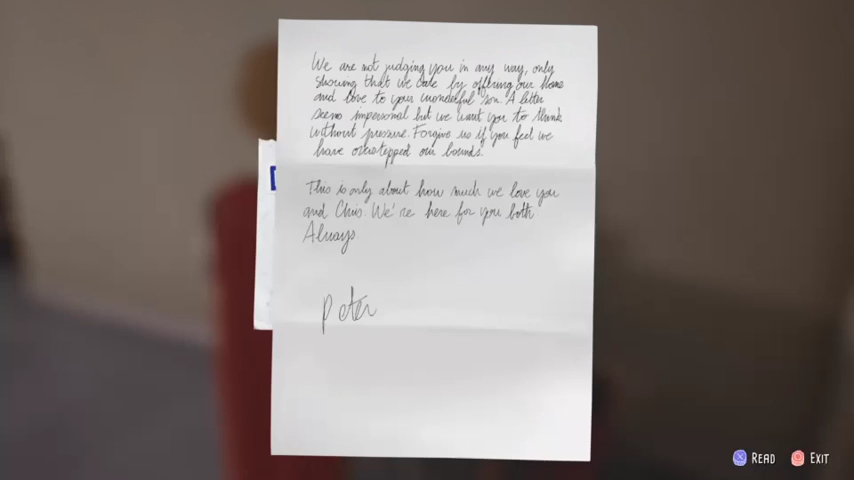 We are not judging you in any way, only
showing that we care by offering our home
and love to your wonderful son. A letter
seems impersonal but we want you to think
without pressure. Forgive us if you feel we
have overstepped our bounds.
This is only about how much we love you
and Chris. We're here for you both
Always.
Peter
READ
EXIT